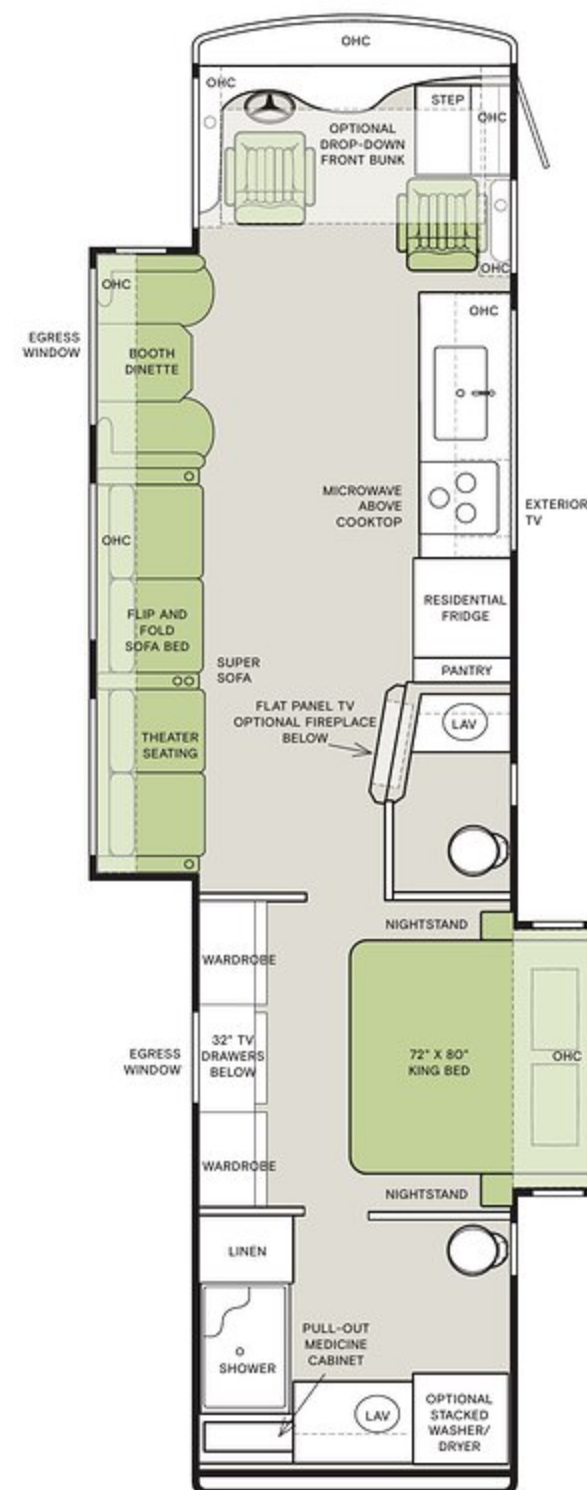 OHC
OHC
STEP
OHC
OPTIONAL
DROP-DOWN
FRONT BUNK
OHC
OHC
OHC
EGRESS
WINDOW
BOOTH
DINETTE
MICROWAVE
ABOVE
COOKTOP
EXTERIOR
TV
OHC
RESIDENTIAL
FRIDGE
FLIP AND
FOLD
SOFA BED
SUPER
SOFA
PANTRY
FLAT PANEL TV
OPTIONAL FIREPLACE
BELOW
LAV
THEATER
SEATING
NIGHTSTAND
WARDROBE
EGRESS
WINDOW
32" TV
DRAWERS
BELOW
72" X 80"
KING BED
OHC
WARDROBE
NIGHTSTAND
LINEN
SHOWER
PULL-OUT
MEDICINE
CABINET
LAV
OPTIONAL
STACKED
WASHER/
DRYER